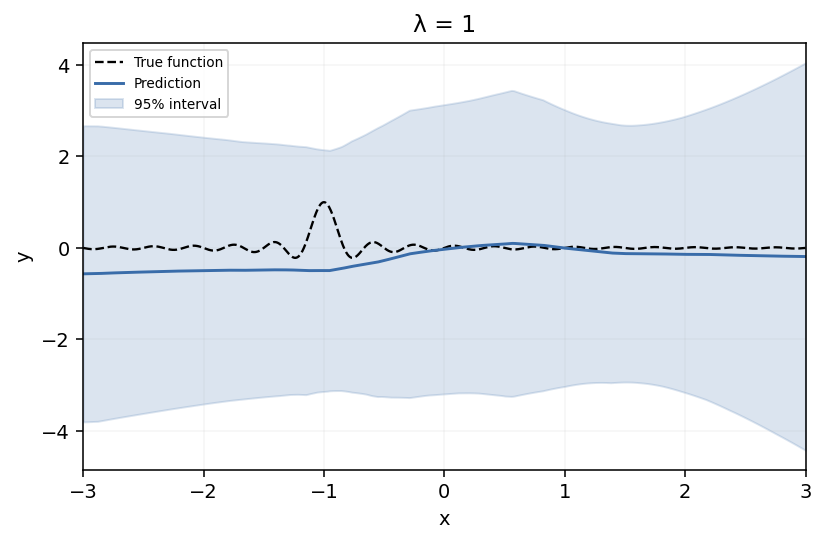 λ = 1
True function
Prediction
95% interval
4
2
0
−2
−4
y
−3
−2
−1
0
1
2
3
x